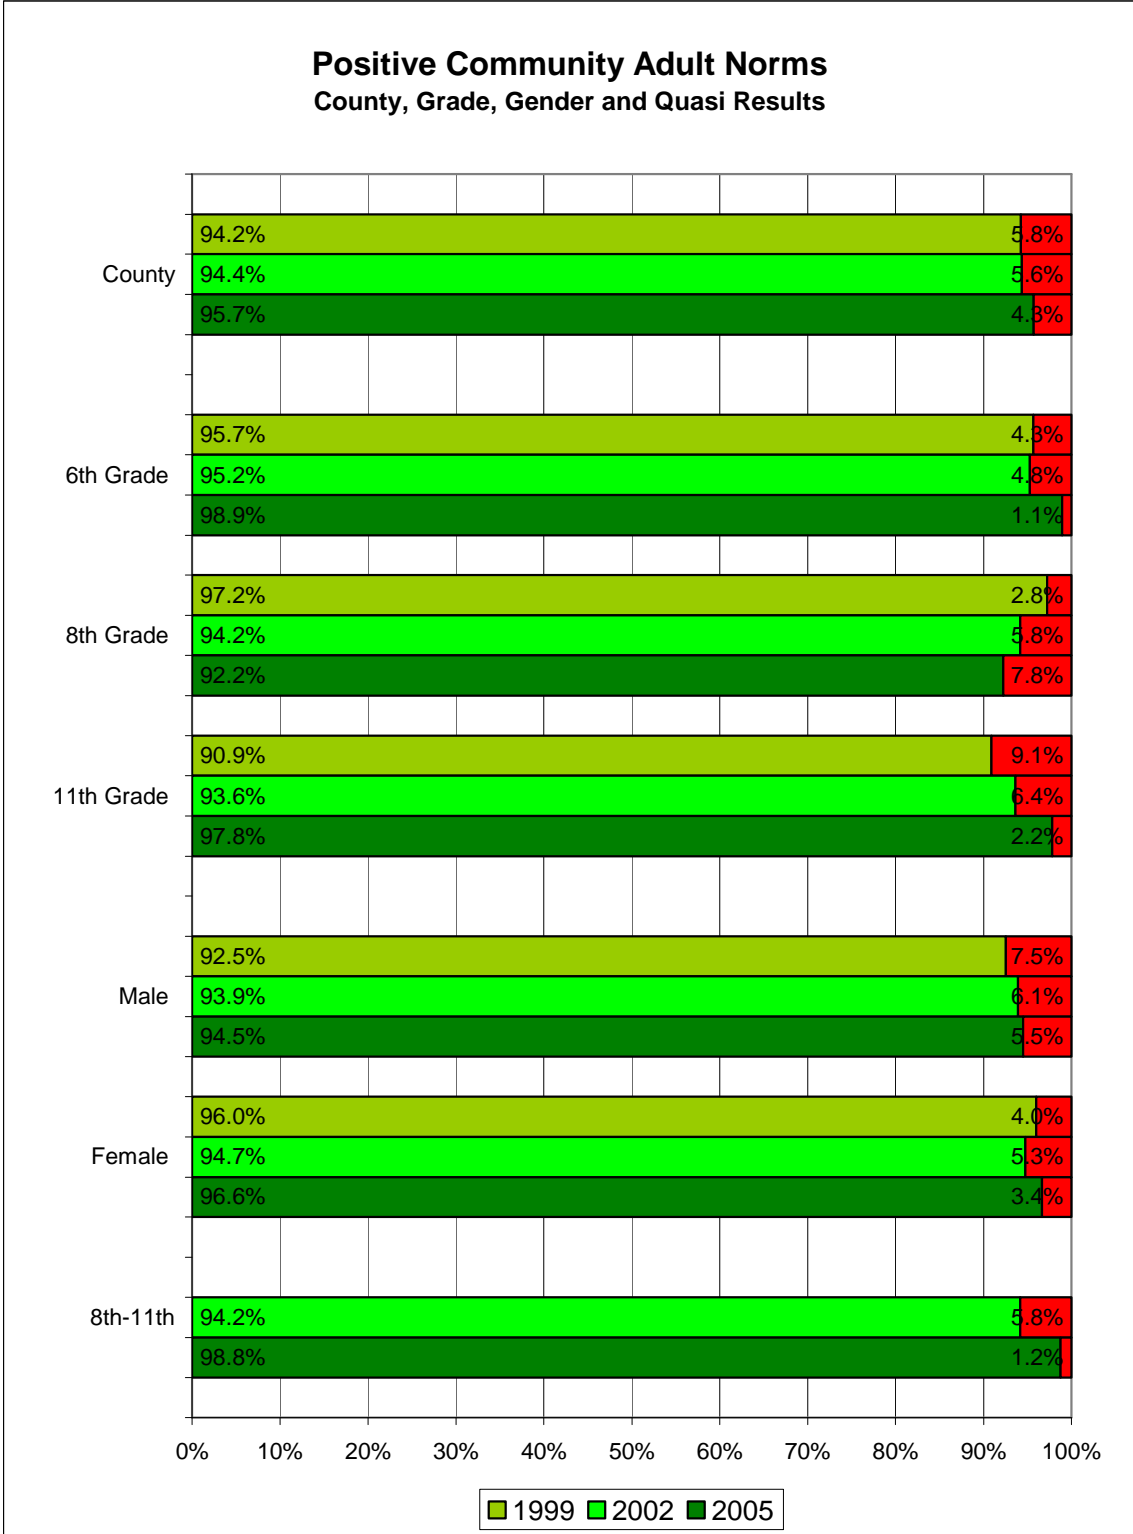 Positive Community Adult Norms
County, Grade, Gender and Quasi Results
94.2% 5.8%
County 94.4% 5.6%
95.7% 4.3%
95.7% 4.3%
6th Grade 95.2% 4.8%
98.9% 1.1%
97.2% 2.8%
8th Grade 94.2% 5.8%
92.2% 7.8%
90.9% 9.1%
11th Grade 93.6% 6.4%
97.8% 2.2%
92.5% 7.5%
Male 93.9% 6.1%
94.5% 5.5%
96.0% 4.0%
Female 94.7% 5.3%
96.6% 3.4%
8th-11th 94.2% 5.8%
98.8% 1.2%
0% 10% 20% 30% 40% 50% 60% 70% 80% 90% 100%
1999 2002 2005